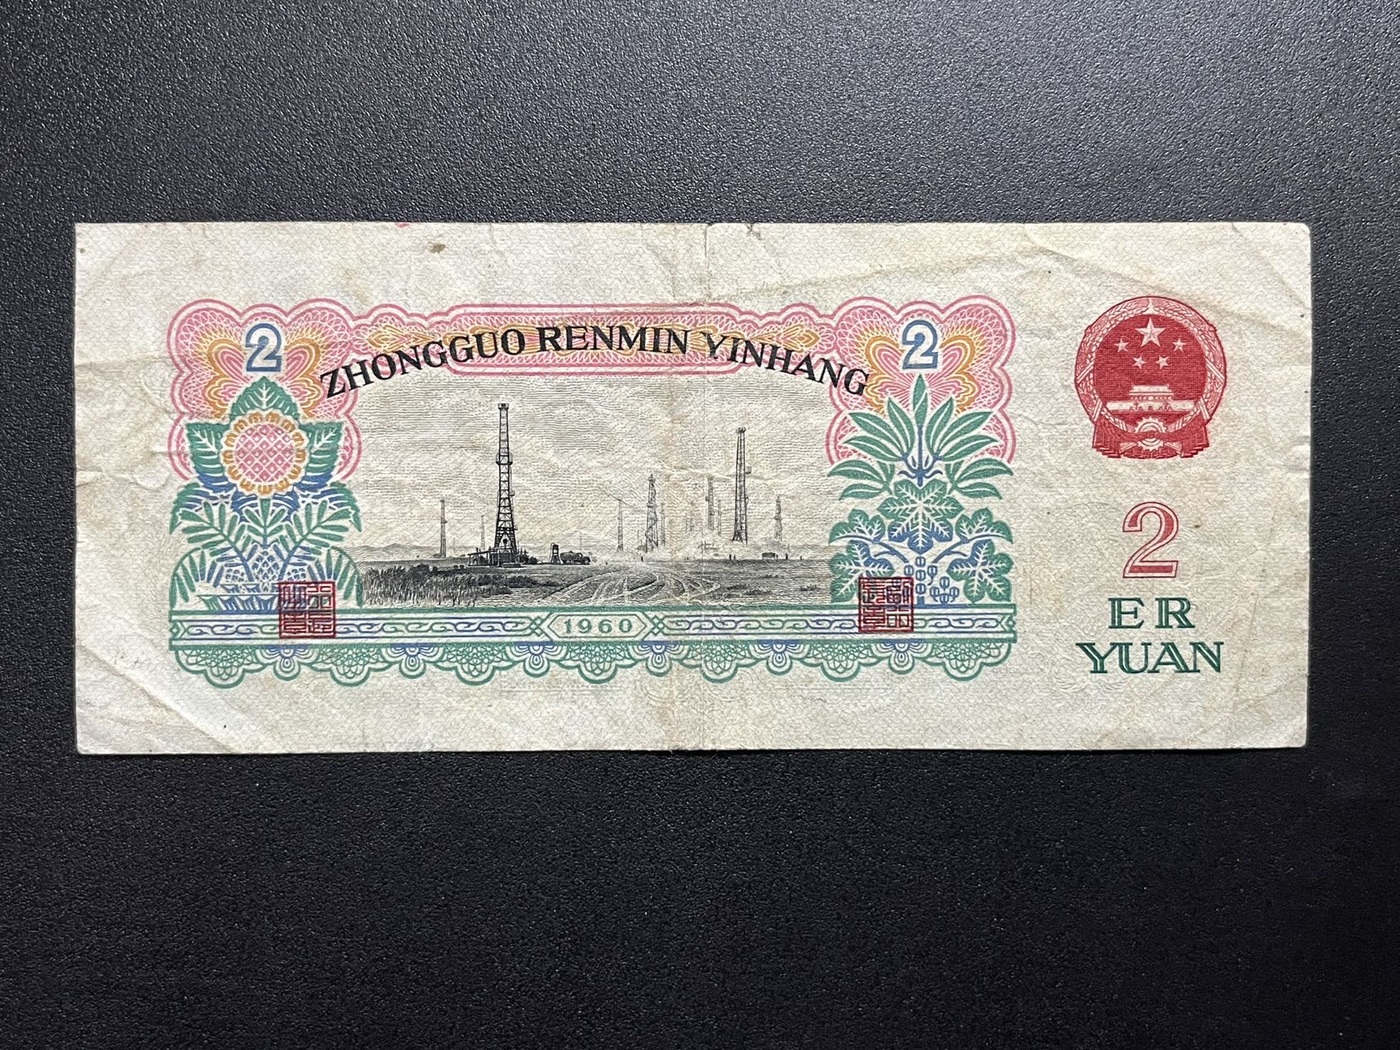 2
ZHONGGUO RENMIN YINHANG
2
1960
2
ER
YUAN